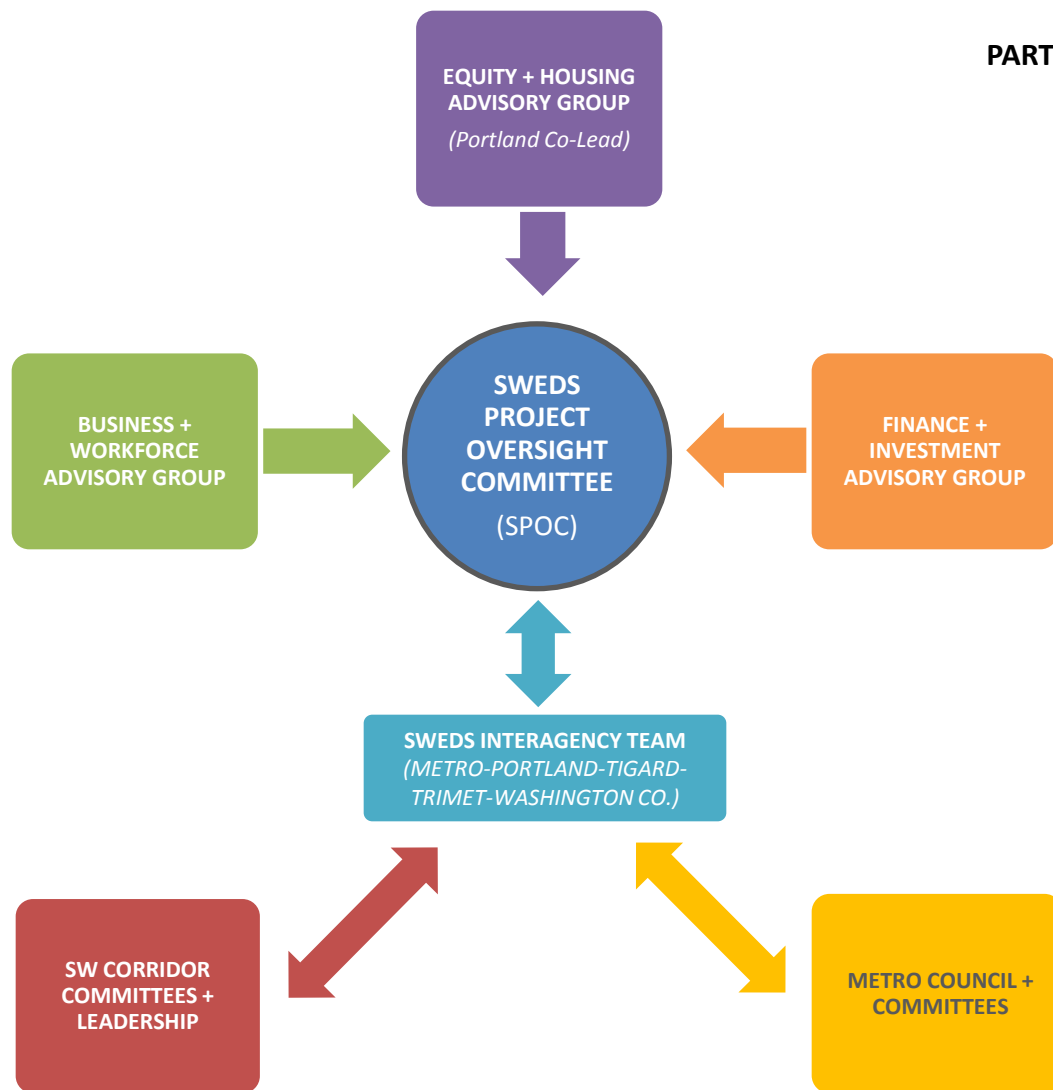 PART
EQUITY + HOUSING
ADVISORY GROUP
(Portland Co-Lead)
SWEDS
PROJECT
OVERSIGHT
COMMITTEE
(SPOC)
BUSINESS +
WORKFORCE
ADVISORY GROUP
FINANCE +
INVESTMENT
ADVISORY GROUP
SWEDS INTERAGENCY TEAM
(METRO-PORTLAND-TIGARD-
TRIMET-WASHINGTON CO.)
SW CORRIDOR
COMMITTEES +
LEADERSHIP
METRO COUNCIL +
COMMITTEES